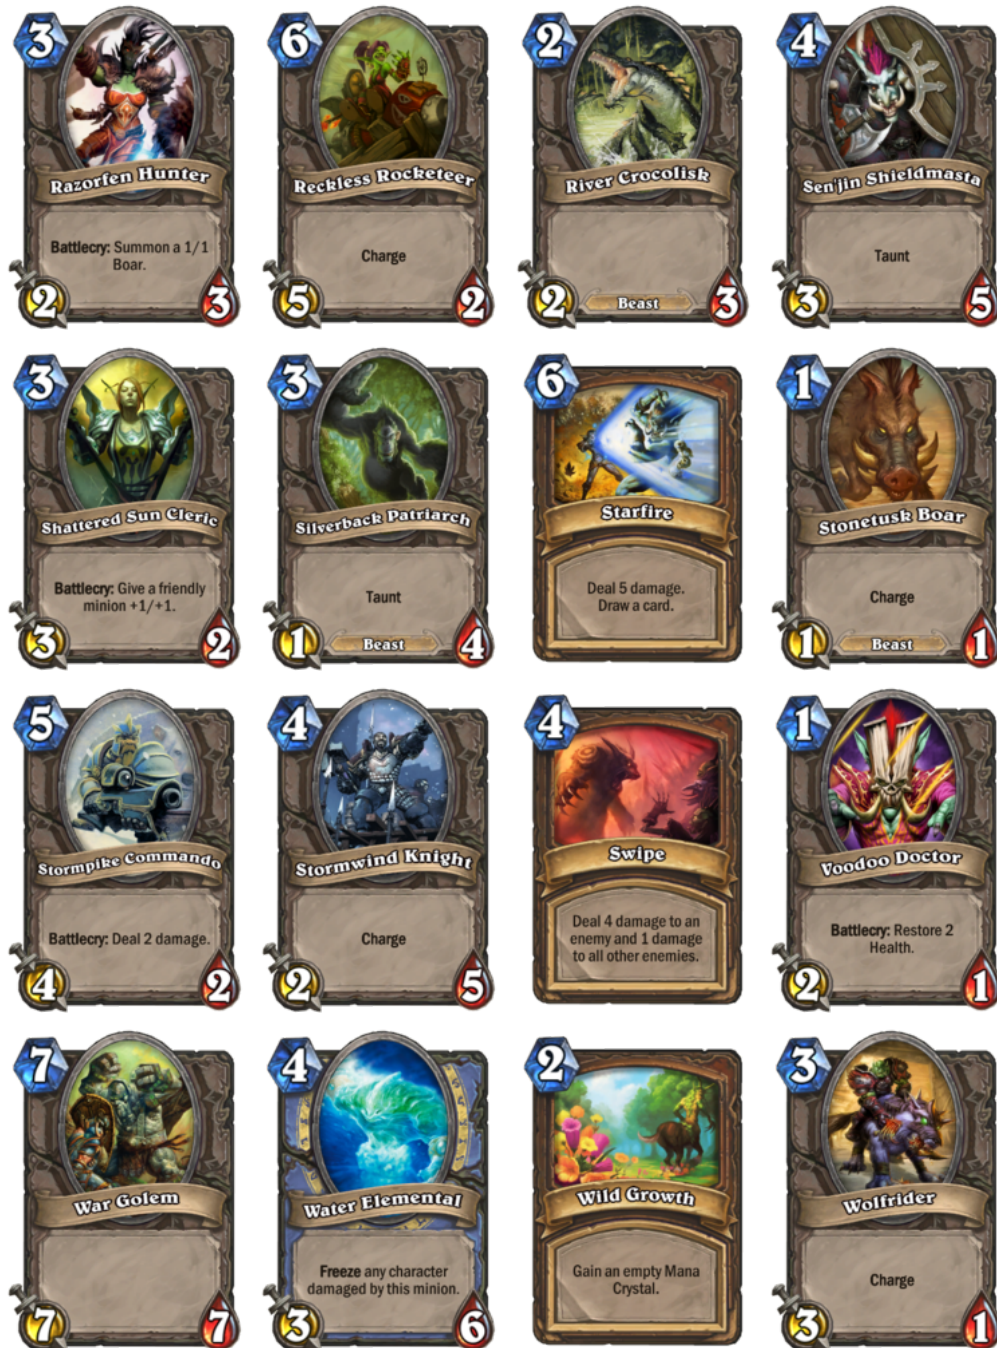 3
Razorfen Hunter
Battlecry: Summon a 1/1
Boar.
2
3
6
Reckless Rocketeer
Charge
5
2
2
River Crocolisk
2
Beast
3
4
Sen'jin Shieldmasta
Taunt
3
5
3
Shattered Sun Cleric
Battlecry: Give a friendly
minion +1/+1.
3
2
3
Silverback Patriarch
Taunt
1
Beast
4
6
Starfire
Deal 5 damage.
Draw a card.
1
Stonetusk Boar
Charge
1
Beast
1
5
Stormpike Commando
Battlecry: Deal 2 damage.
4
2
4
Stormwind Knight
Charge
2
5
4
Swipe
Deal 4 damage to an
enemy and 1 damage
to all other enemies.
1
Voodoo Doctor
Battlecry: Restore 2
Health.
2
1
7
War Golem
7
7
4
Water Elemental
Freeze any character
damaged by this minion.
3
6
2
Wild Growth
Gain an empty Mana
Crystal.
3
Wolfrider
Charge
3
1